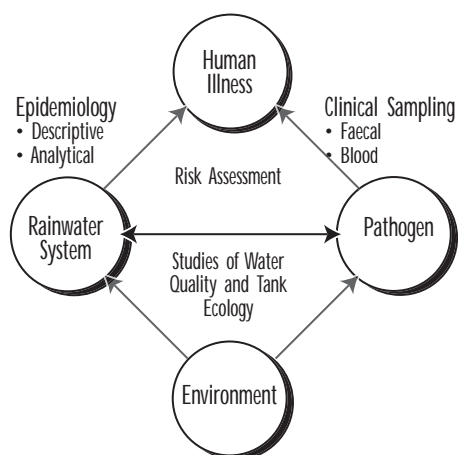 Human
Illness
Epidemiology
• Descriptive
• Analytical
Clinical Sampling
• Faecal
• Blood
Risk Assessment
Rainwater
System
Pathogen
Studies of Water
Quality and Tank
Ecology
Environment